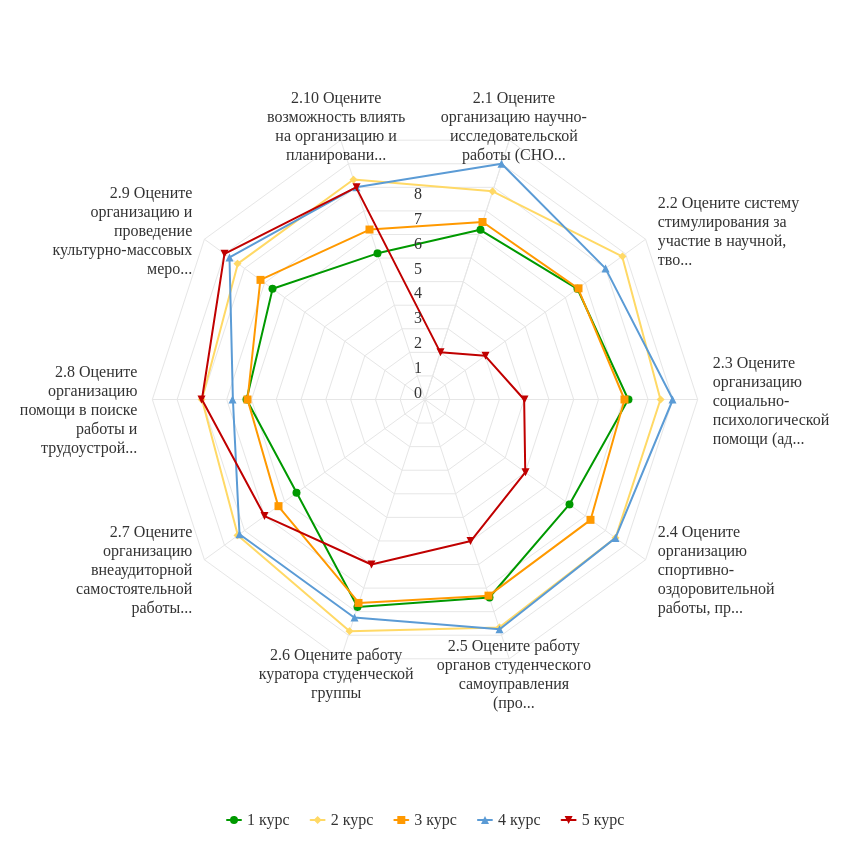 2.10 Оцените
возможность влиять
на организацию и
планировани...
2.1 Оцените
организацию научно-
исследовательской
работы (СНО...
2.2 Оцените систему
стимулирования за
участие в научной,
тво...
2.3 Оцените
организацию
социально-
психологической
помощи (ад...
2.4 Оцените
организацию
спортивно-
оздоровительной
работы, пр...
2.5 Оцените работу
органов студенческого
самоуправления
(про...
2.6 Оцените работу
куратора студенческой
группы
2.7 Оцените
организацию
внеаудиторной
самостоятельной
работы...
2.8 Оцените
организацию
помощи в поиске
работы и
трудоустрой...
2.9 Оцените
организацию и
проведение
культурно-массовых
меро...
8
7
6
5
4
3
2
1
0
1 курс 2 курс 3 курс 4 курс 5 курс